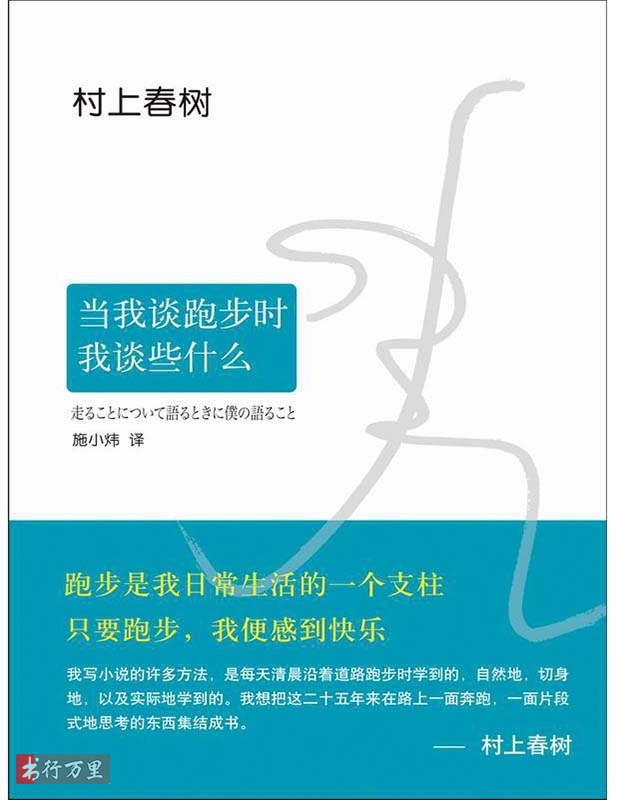 村上春树
当我谈跑步时
我谈些什么
走ることについて語るときに僕の語ること
施小炜 译
跑步是我日常生活的一个支柱
只要跑步，我便感到快乐
我写小说的许多方法，是每天清晨沿着道路跑步时学到的，自然地，切身
地，以及实际地学到的。我想把这二十五年来在路上一面奔跑，一面片段
式地思考的东西集结成书。
—— 村上春树
书行万里